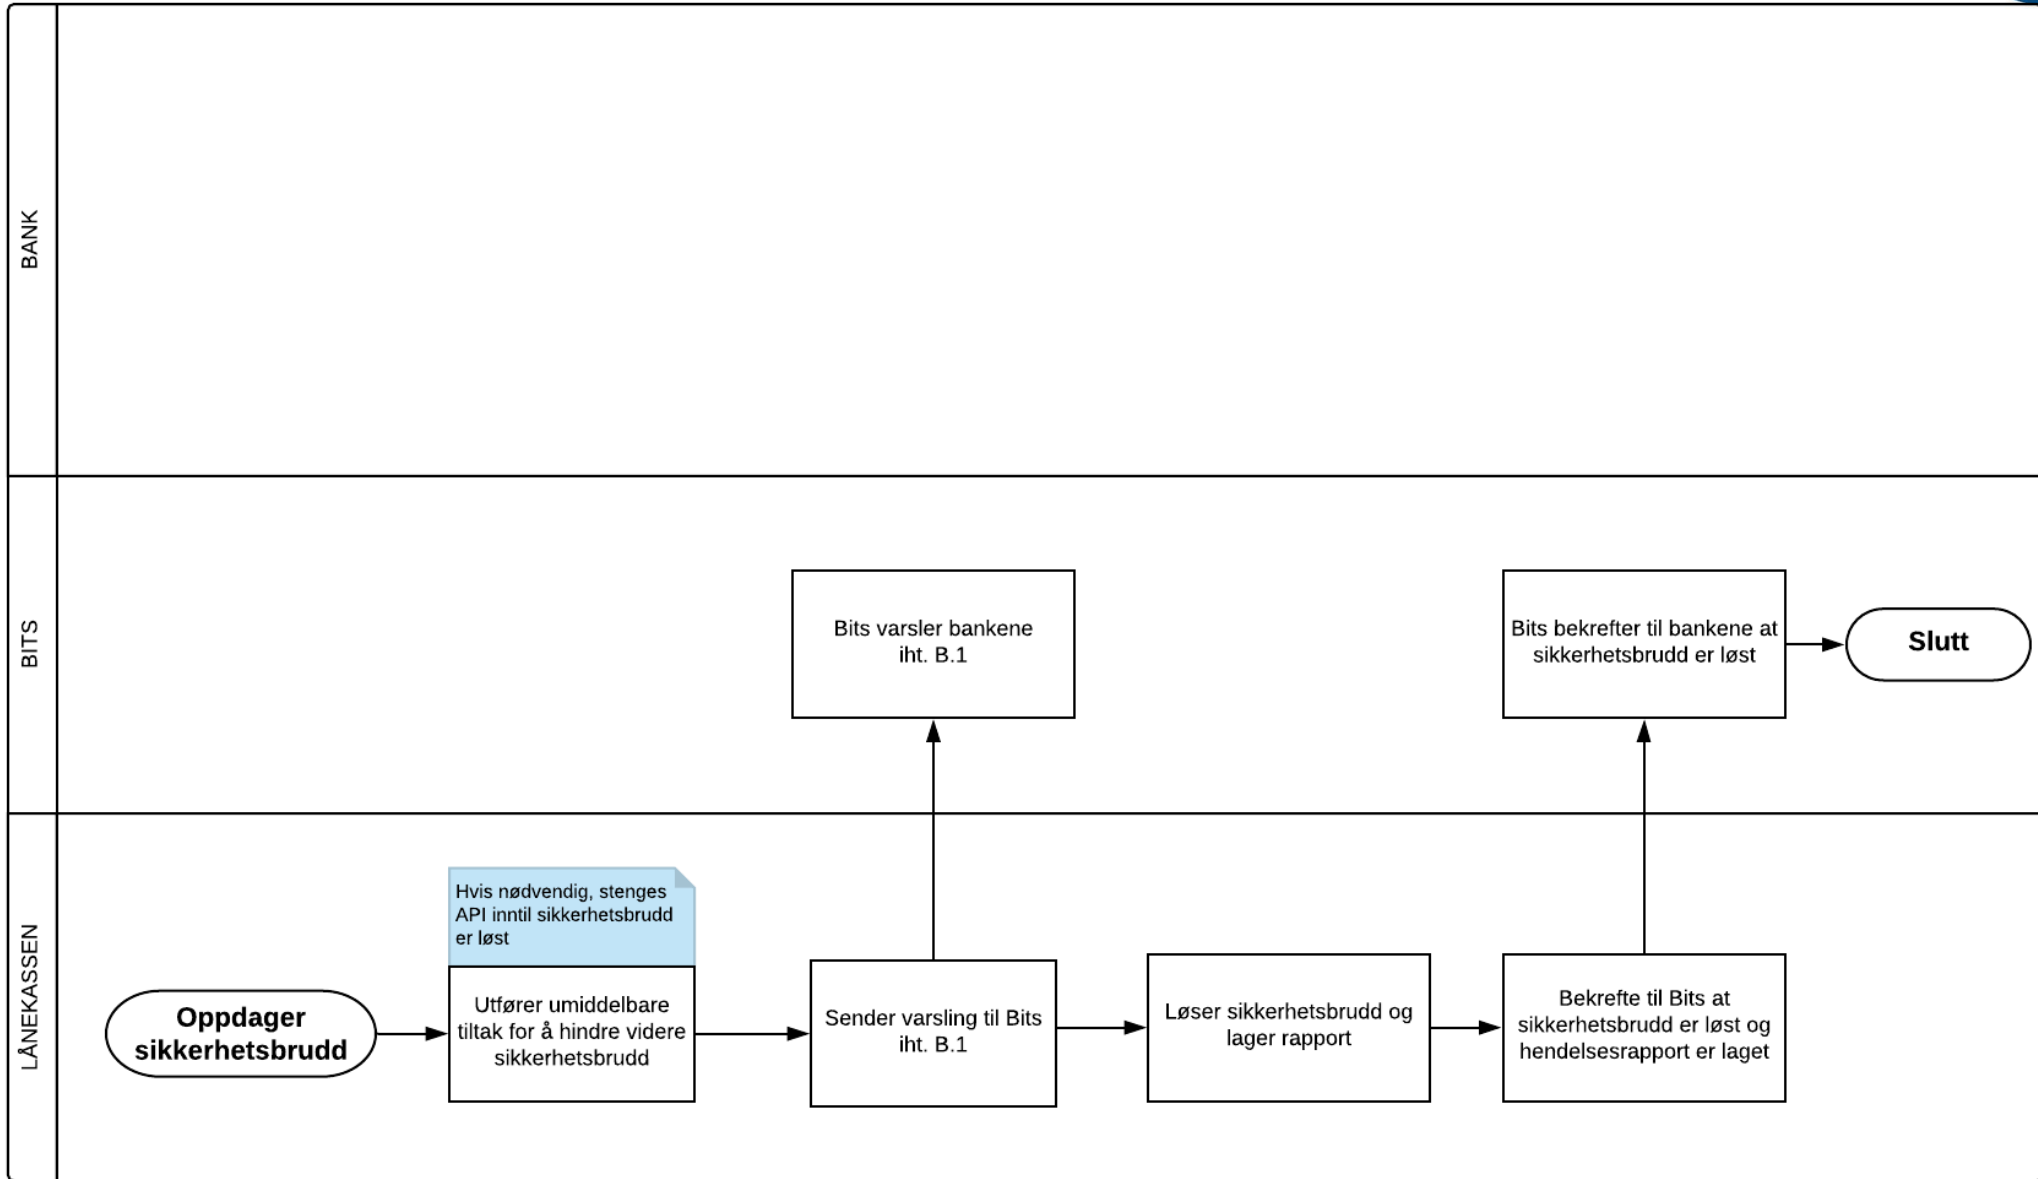 BANK
BITS
Bits varsler bankene
iht. B.1
Bits bekrefter til bankene at
sikkerhetsbrudd er løst
Slutt
LÅNEKASSEN
Oppdager
sikkerhetsbrudd
Hvis nødvendig, stenges
API inntil sikkerhetsbrudd
er løst
Utfører umiddelbare
tiltak for å hindre videre
sikkerhetsbrudd
Sender varsling til Bits
iht. B.1
Løser sikkerhetsbrudd og
lager rapport
Bekrefte til Bits at
sikkerhetsbrudd er løst og
hendelsesrapport er laget